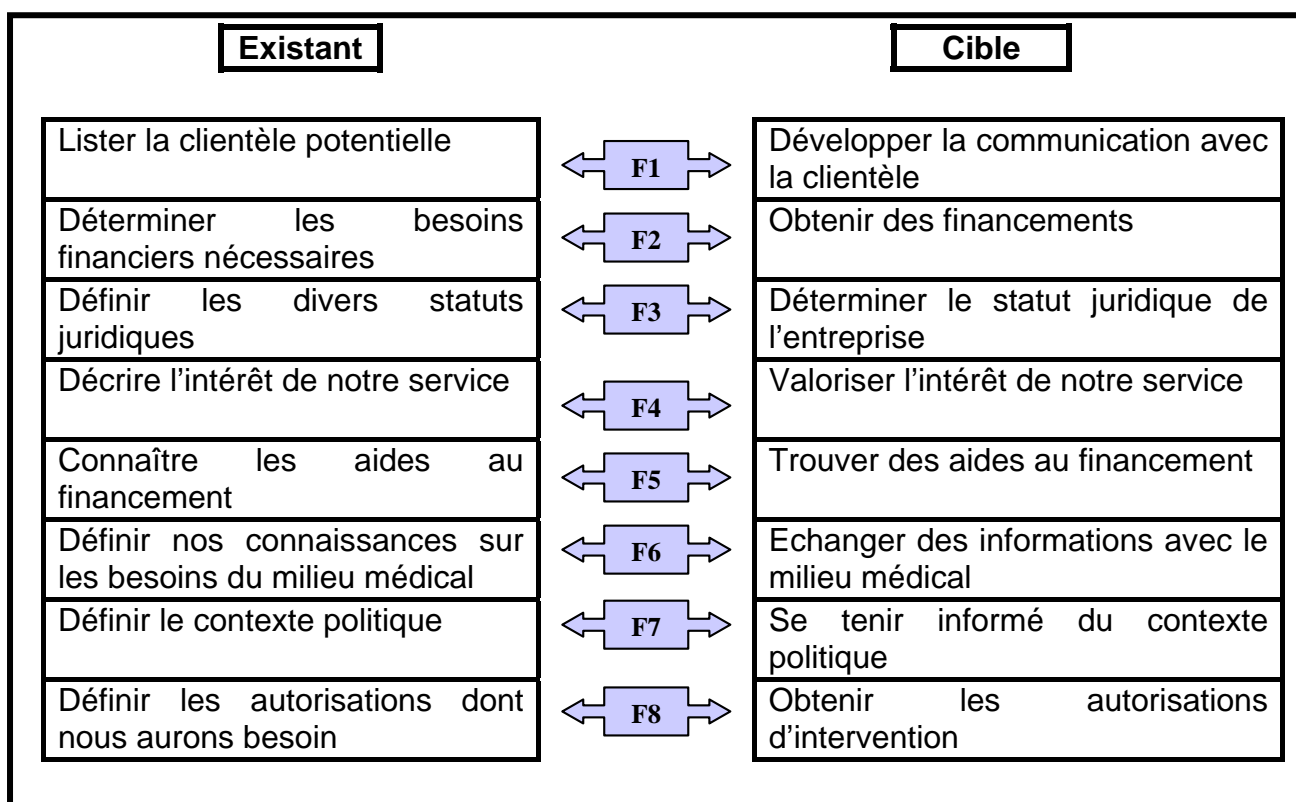 Existant
Cible
Lister la clientèle potentielle
F1
Développer la communication avec
la clientèle
Déterminer les besoins
financiers nécessaires
F2
Obtenir des financements
Définir les divers statuts
juridiques
F3
Déterminer le statut juridique de
l’entreprise
Décrire l’intérêt de notre service
F4
Valoriser l’intérêt de notre service
Connaître les aides au
financement
F5
Trouver des aides au financement
Définir nos connaissances sur
les besoins du milieu médical
F6
Echanger des informations avec le
milieu médical
Définir le contexte politique
F7
Se tenir informé du contexte
politique
Définir les autorisations dont
nous aurons besoin
F8
Obtenir les autorisations
d’intervention